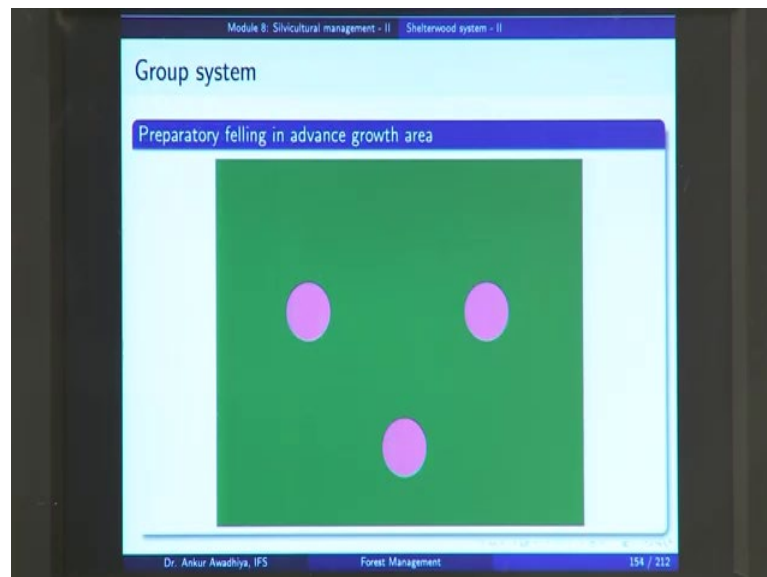 Module 8: Silvicultural management - II Shelterwood system - II
Group system
Preparatory felling in advance growth area
Dr. Ankur Awadhiya, IFS Forest Management 154 / 212